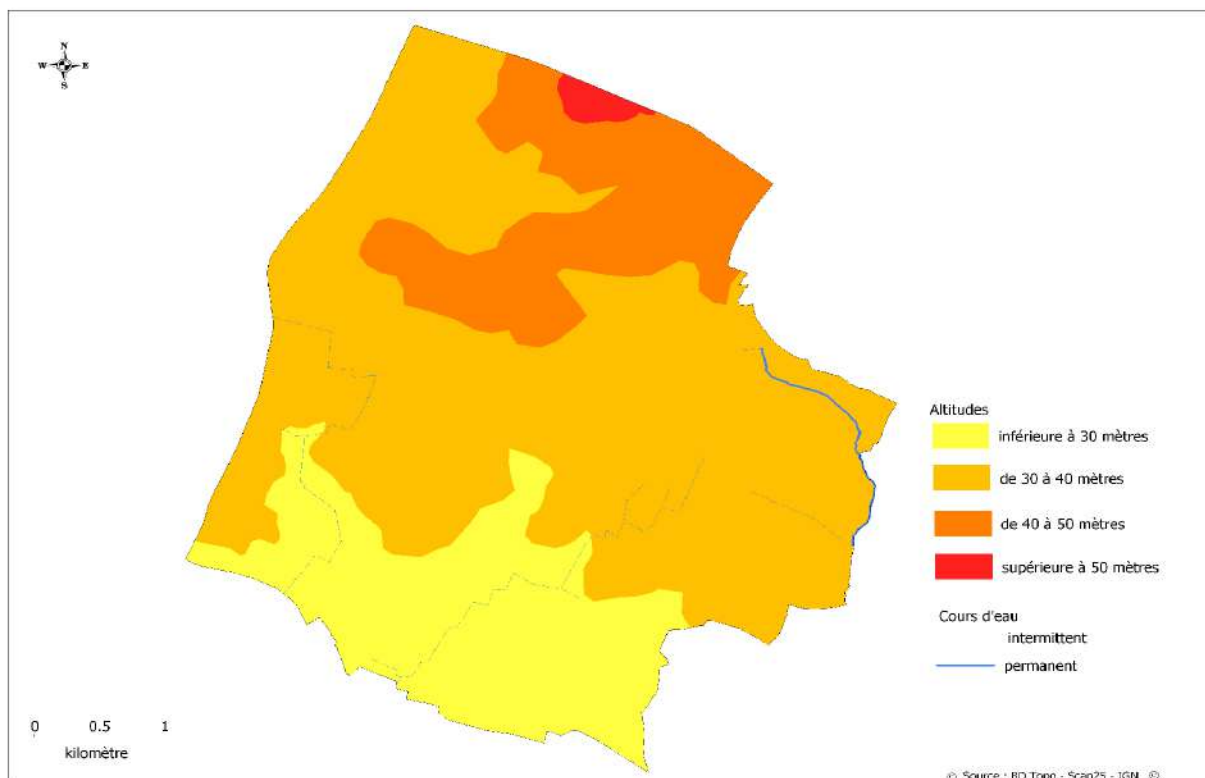 N
W E
S
Altitudes
inférieure à 30 mètres
de 30 à 40 mètres
de 40 à 50 mètres
supérieure à 50 mètres
Cours d'eau
intermittent
permanent
0 0.5 1
kilomètre
© Source : BD Topo - Scan25 - IGN ©